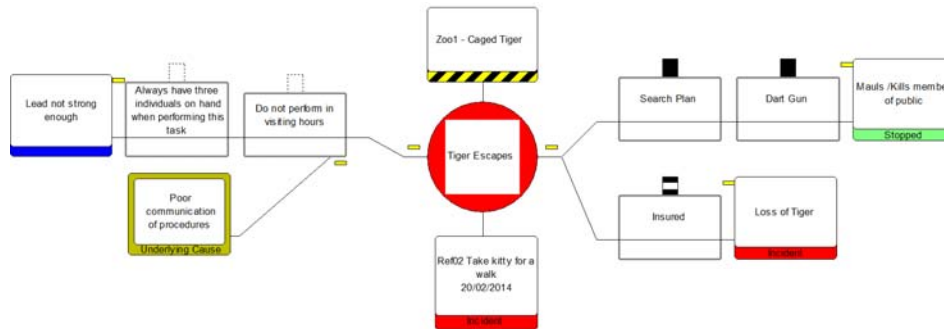 Zoo1 - Caged Tiger
Lead not strong
enough
Always have three
individuals on hand
when performing this
task
Do not perform in
visiting hours
Poor
communication
of procedures
Underlying Cause
Tiger Escapes
Ref02 Take kitty for a
walk
20/02/2014
Incident
Search Plan
Dart Gun
Mauls /Kills member
of public
Stopped
Insured
Loss of Tiger
Incident